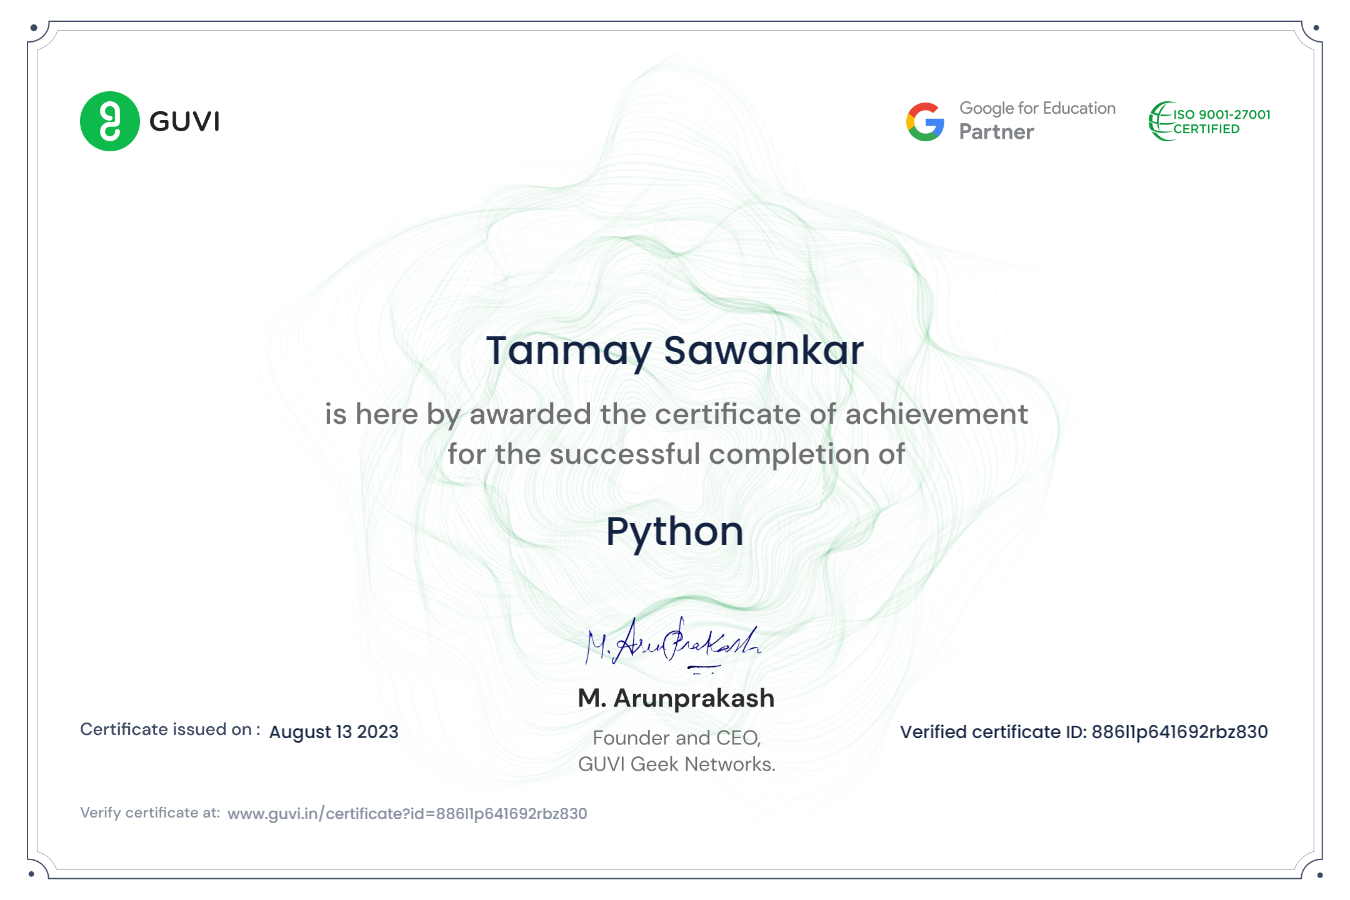 GUVI
Google for Education
Partner
ISO 9001-27001
CERTIFIED
Tanmay Sawankar
is here by awarded the certificate of achievement
for the successful completion of
Python
M. ArunPrakash
M. Arunprakash
Founder and CEO,
GUVI Geek Networks.
Certificate issued on : August 13 2023
Verified certificate ID: 886l1p641692rbz830
Verify certificate at: www.guvi.in/certificate?id=886l1p641692rbz830